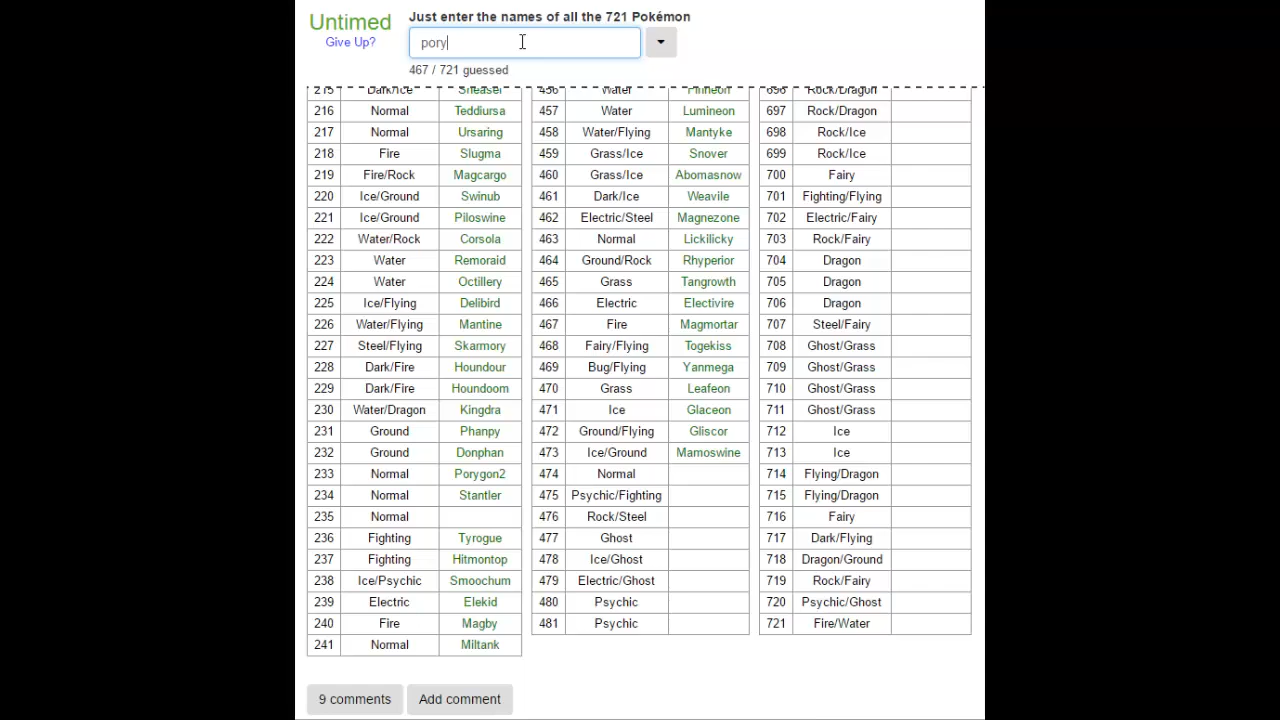 Untimed
Give Up?
Just enter the names of all the 721 Pokémon
pory
467 / 721 guessed
215 Dark/Ice Sneasel 456 Water Finneon 696 Rock/Dragon
216 Normal Teddiursa 457 Water Lumineon 697 Rock/Dragon
217 Normal Ursaring 458 Water/Flying Mantyke 698 Rock/Ice
218 Fire Slugma 459 Grass/Ice Snover 699 Rock/Ice
219 Fire/Rock Magcargo 460 Grass/Ice Abomasnow 700 Fairy
220 Ice/Ground Swinub 461 Dark/Ice Weavile 701 Fighting/Flying
221 Ice/Ground Piloswine 462 Electric/Steel Magnezone 702 Electric/Fairy
222 Water/Rock Corsola 463 Normal Lickilicky 703 Rock/Fairy
223 Water Remoraid 464 Ground/Rock Rhyperior 704 Dragon
224 Water Octillery 465 Grass Tangrowth 705 Dragon
225 Ice/Flying Delibird 466 Electric Electivire 706 Dragon
226 Water/Flying Mantine 467 Fire Magmortar 707 Steel/Fairy
227 Steel/Flying Skarmory 468 Fairy/Flying Togekiss 708 Ghost/Grass
228 Dark/Fire Houndour 469 Bug/Flying Yanmega 709 Ghost/Grass
229 Dark/Fire Houndoom 470 Grass Leafeon 710 Ghost/Grass
230 Water/Dragon Kingdra 471 Ice Glaceon 711 Ghost/Grass
231 Ground Phanpy 472 Ground/Flying Gliscor 712 Ice
232 Ground Donphan 473 Ice/Ground Mamoswine 713 Ice
233 Normal Porygon2 474 Normal 714 Flying/Dragon
234 Normal Stantler 475 Psychic/Fighting 715 Flying/Dragon
235 Normal 476 Rock/Steel 716 Fairy
236 Fighting Tyrogue 477 Ghost 717 Dark/Flying
237 Fighting Hitmontop 478 Ice/Ghost 718 Dragon/Ground
238 Ice/Psychic Smoochum 479 Electric/Ghost 719 Rock/Fairy
239 Electric Elekid 480 Psychic 720 Psychic/Ghost
240 Fire Magby 481 Psychic 721 Fire/Water
241 Normal Miltank
9 comments Add comment